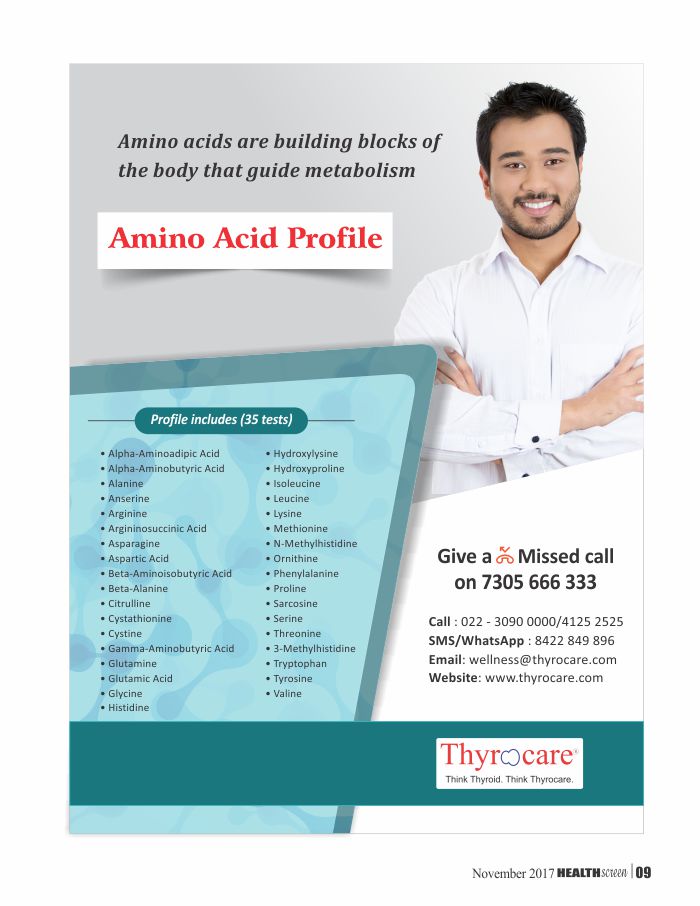 Amino acids are building blocks of
the body that guide metabolism
Amino Acid Profile
Profile includes (35 tests)
• Alpha-Aminoadipic Acid
• Alpha-Aminobutyric Acid
• Alanine
• Anserine
• Arginine
• Argininosuccinic Acid
• Asparagine
• Aspartic Acid
• Beta-Aminoisobutyric Acid
• Beta-Alanine
• Citrulline
• Cystathionine
• Cystine
• Gamma-Aminobutyric Acid
• Glutamine
• Glutamic Acid
• Glycine
• Histidine
• Hydroxylysine
• Hydroxyproline
• Isoleucine
• Leucine
• Lysine
• Methionine
• N-Methylhistidine
• Ornithine
• Phenylalanine
• Proline
• Sarcosine
• Serine
• Threonine
• 3-Methylhistidine
• Tryptophan
• Tyrosine
• Valine
Give a Missed call
on 7305 666 333
Call : 022 - 3090 0000/4125 2525
SMS/WhatsApp : 8422 849 896
Email: wellness@thyrocare.com
Website: www.thyrocare.com
Thyrocare®
Think Thyroid. Think Thyrocare.
November 2017 HEALTHscreen | 09